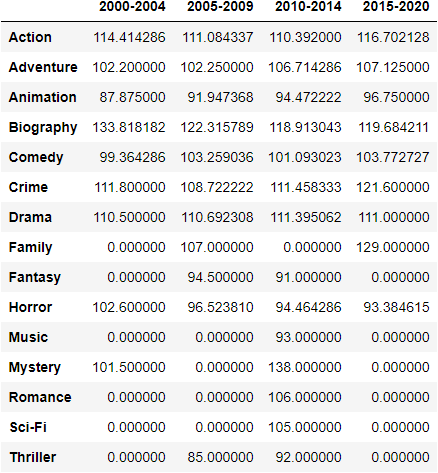 2000-2004 2005-2009 2010-2014 2015-2020
Action 114.414286 111.084337 110.392000 116.702128
Adventure 102.200000 102.250000 106.714286 107.125000
Animation 87.875000 91.947368 94.472222 96.750000
Biography 133.818182 122.315789 118.913043 119.684211
Comedy 99.364286 103.259036 101.093023 103.772727
Crime 111.800000 108.722222 111.458333 121.600000
Drama 110.500000 110.692308 111.395062 111.000000
Family 0.000000 107.000000 0.000000 129.000000
Fantasy 0.000000 94.500000 91.000000 0.000000
Horror 102.600000 96.523810 94.464286 93.384615
Music 0.000000 0.000000 93.000000 0.000000
Mystery 101.500000 0.000000 138.000000 0.000000
Romance 0.000000 0.000000 106.000000 0.000000
Sci-Fi 0.000000 0.000000 105.000000 0.000000
Thriller 0.000000 85.000000 92.000000 0.000000